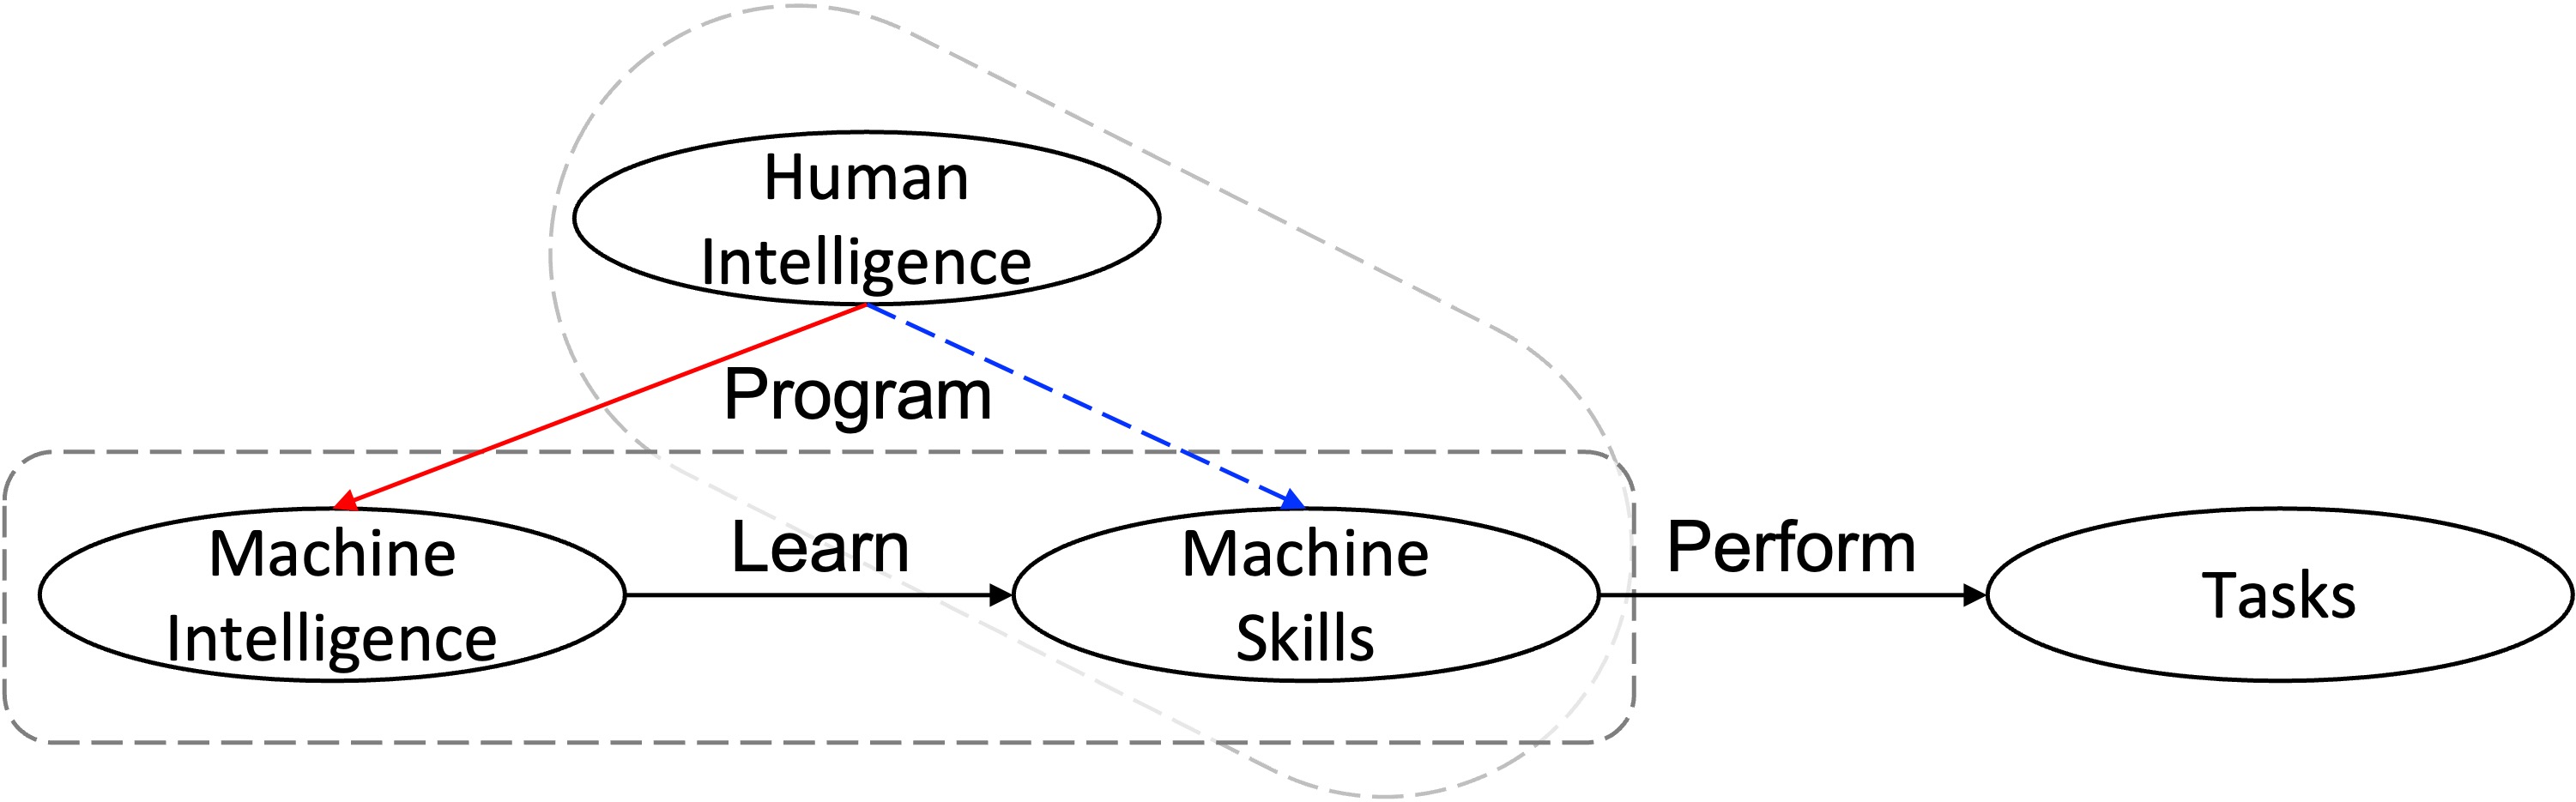 Human
Intelligence
Program
Machine
Intelligence
Learn
Machine
Skills
Perform
Tasks